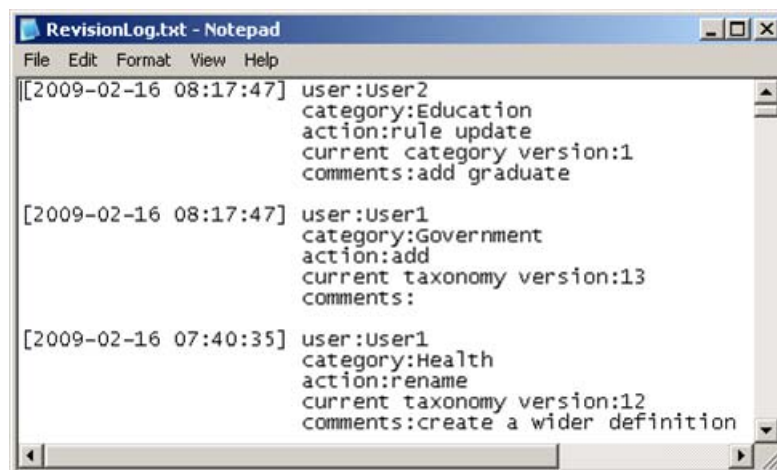 RevisionLog.txt - Notepad
File Edit Format View Help
[2009-02-16 08:17:47] user:User2
category:Education
action:rule update
current category version:1
comments:add graduate
[2009-02-16 08:17:47] user:User1
category:Government
action:add
current taxonomy version:13
comments:
[2009-02-16 07:40:35] user:User1
category:Health
action:rename
current taxonomy version:12
comments:create a wider definition